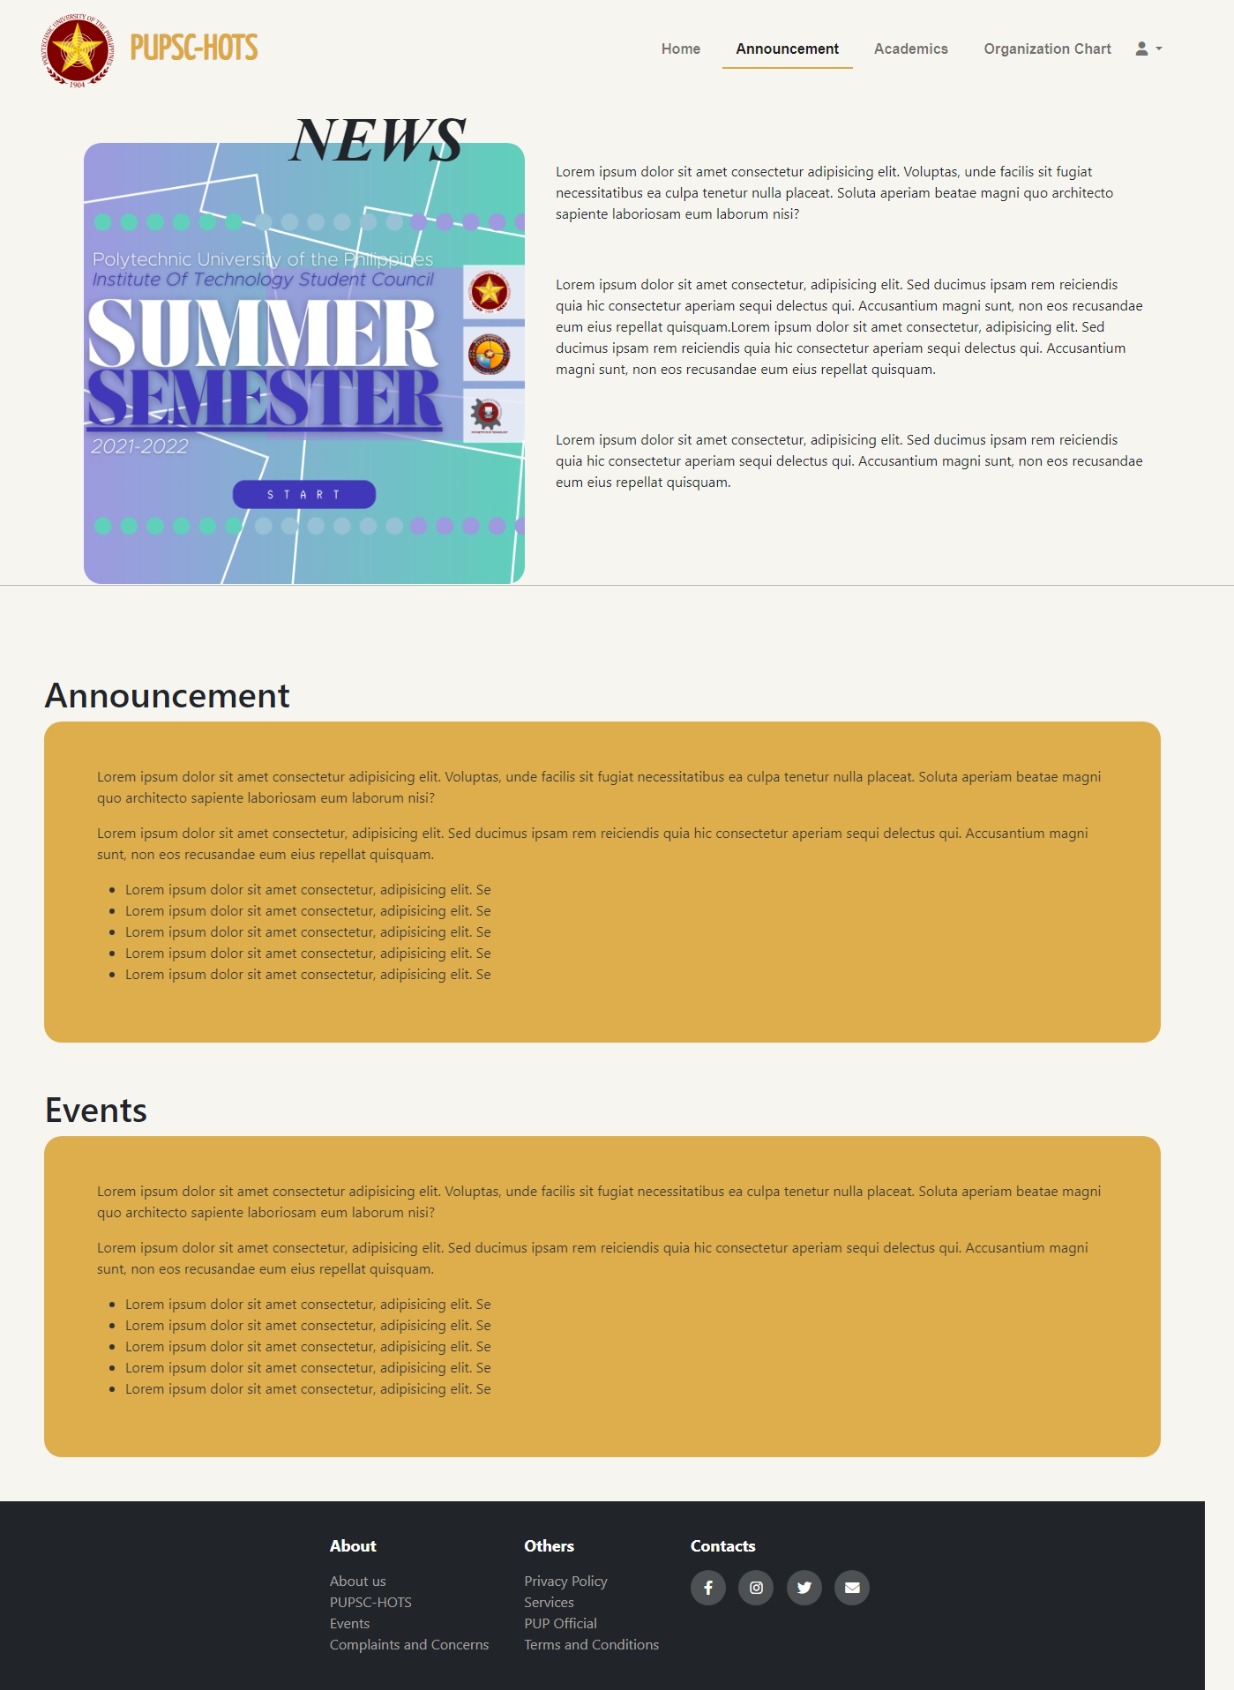 PUPSC-HOTS
Home
Announcement
Academics
Organization Chart
POLYTECHNIC UNIVERSITY OF THE PHILIPPINES
1904
NEWS
Polytechnic University of the Philippines
Institute Of Technology Student Council
SUMMER
SEMESTER
2021-2022
START
Lorem ipsum dolor sit amet consectetur adipisicing elit. Voluptas, unde facilis sit fugiat
necessitatibus ea culpa tenetur nulla placeat. Soluta aperiam beatae magni quo architecto
sapiente laboriosam eum laborum nisi?
Lorem ipsum dolor sit amet consectetur, adipisicing elit. Sed ducimus ipsam rem reiciendis
quia hic consectetur aperiam sequi delectus qui. Accusantium magni sunt, non eos recusandae
eum eius repellat quisquam.Lorem ipsum dolor sit amet consectetur, adipisicing elit. Sed
ducimus ipsam rem reiciendis quia hic consectetur aperiam sequi delectus qui. Accusantium
magni sunt, non eos recusandae eum eius repellat quisquam.
Lorem ipsum dolor sit amet consectetur, adipisicing elit. Sed ducimus ipsam rem reiciendis
quia hic consectetur aperiam sequi delectus qui. Accusantium magni sunt, non eos recusandae
eum eius repellat quisquam.
Announcement
Lorem ipsum dolor sit amet consectetur adipisicing elit. Voluptas, unde facilis sit fugiat necessitatibus ea culpa tenetur nulla placeat. Soluta aperiam beatae magni
quo architecto sapiente laboriosam eum laborum nisi?
Lorem ipsum dolor sit amet consectetur, adipisicing elit. Sed ducimus ipsam rem reiciendis quia hic consectetur aperiam sequi delectus qui. Accusantium magni
sunt, non eos recusandae eum eius repellat quisquam.
• Lorem ipsum dolor sit amet consectetur, adipisicing elit. Se
• Lorem ipsum dolor sit amet consectetur, adipisicing elit. Se
• Lorem ipsum dolor sit amet consectetur, adipisicing elit. Se
• Lorem ipsum dolor sit amet consectetur, adipisicing elit. Se
• Lorem ipsum dolor sit amet consectetur, adipisicing elit. Se
Events
Lorem ipsum dolor sit amet consectetur adipisicing elit. Voluptas, unde facilis sit fugiat necessitatibus ea culpa tenetur nulla placeat. Soluta aperiam beatae magni
quo architecto sapiente laboriosam eum laborum nisi?
Lorem ipsum dolor sit amet consectetur, adipisicing elit. Sed ducimus ipsam rem reiciendis quia hic consectetur aperiam sequi delectus qui. Accusantium magni
sunt, non eos recusandae eum eius repellat quisquam.
• Lorem ipsum dolor sit amet consectetur, adipisicing elit. Se
• Lorem ipsum dolor sit amet consectetur, adipisicing elit. Se
• Lorem ipsum dolor sit amet consectetur, adipisicing elit. Se
• Lorem ipsum dolor sit amet consectetur, adipisicing elit. Se
• Lorem ipsum dolor sit amet consectetur, adipisicing elit. Se
About
About us
PUPSC-HOTS
Events
Complaints and Concerns
Others
Privacy Policy
Services
PUP Official
Terms and Conditions
Contacts